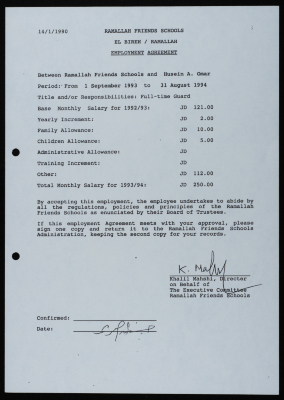 14/1/1990 RAMALLAH FRIENDS SCHOOLS
EL BIREH / RAMALLAH
EMPLOYMENT AGREEMENT
Between Ramallah Friends Schools and Husein A. Omar
Period: From 1 September 1993 to 31 August 1994
Title and/or Responsibilities: Full-time Guard
Base Monthly Salary for 1992/93: JD 121.00
Yearly Increment: JD 2.00
Family Allowance: JD 10.00
Children Allowance: JD 5.00
Administrative Allowance: JD
Training Increment: JD
Other: JD 112.00
Total Monthly Salary for 1993/94: JD 250.00
By accepting this employment, the employee undertakes to abide by
all the regulations, policies and principles of the Ramallah
Friends Schools as enunciated by their Board of Trustees.
If this employment Agreement meets with your approval, please
sign one copy and return it to the Ramallah Friends Schools
Administration, keeping the second copy for your records.
Khalil Mahshi, Director
on Behalf of
The Executive Committee
Ramallah Friends Schools
Confirmed:
Date: